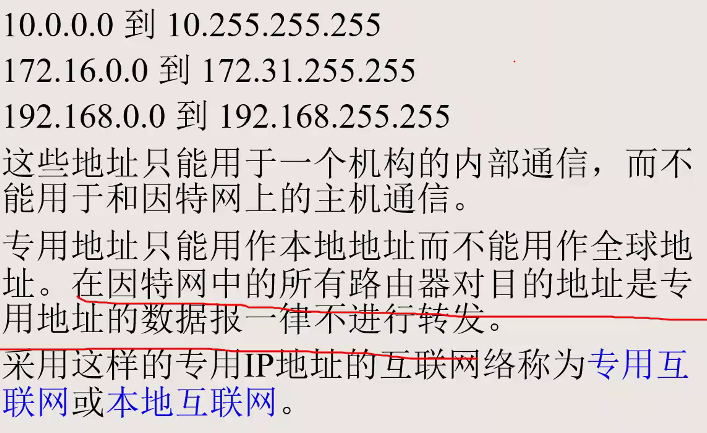 10.0.0.0 到 10.255.255.255
172.16.0.0 到 172.31.255.255
192.168.0.0 到 192.168.255.255
这些地址只能用于一个机构的内部通信，而不
能用于和因特网上的主机通信。
专用地址只能用作本地地址而不能用作全球地
址。在因特网中的所有路由器对目的地址是专
用地址的数据报一律不进行转发。
采用这样的专用IP地址的互联网络称为专用互
联网或本地互联网。